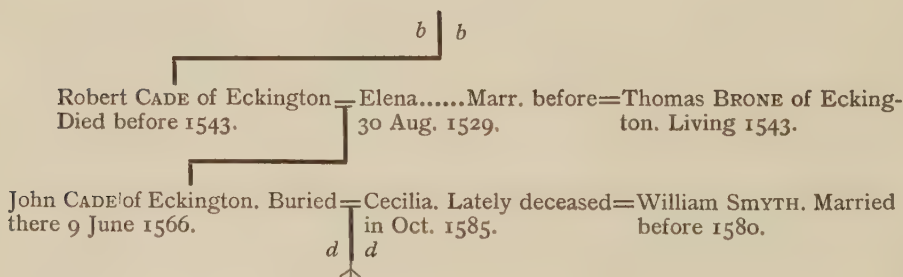 b b
Robert CADE of Eckington = Elena......Marr. before = Thomas BRONE of Ecking-
Died before 1543. 30 Aug. 1529. ton. Living 1543.
John CADE of Eckington. Buried = Cecilia. Lately deceased = William SMYTH. Married
there 9 June 1566. in Oct. 1585. before 1580.
d d